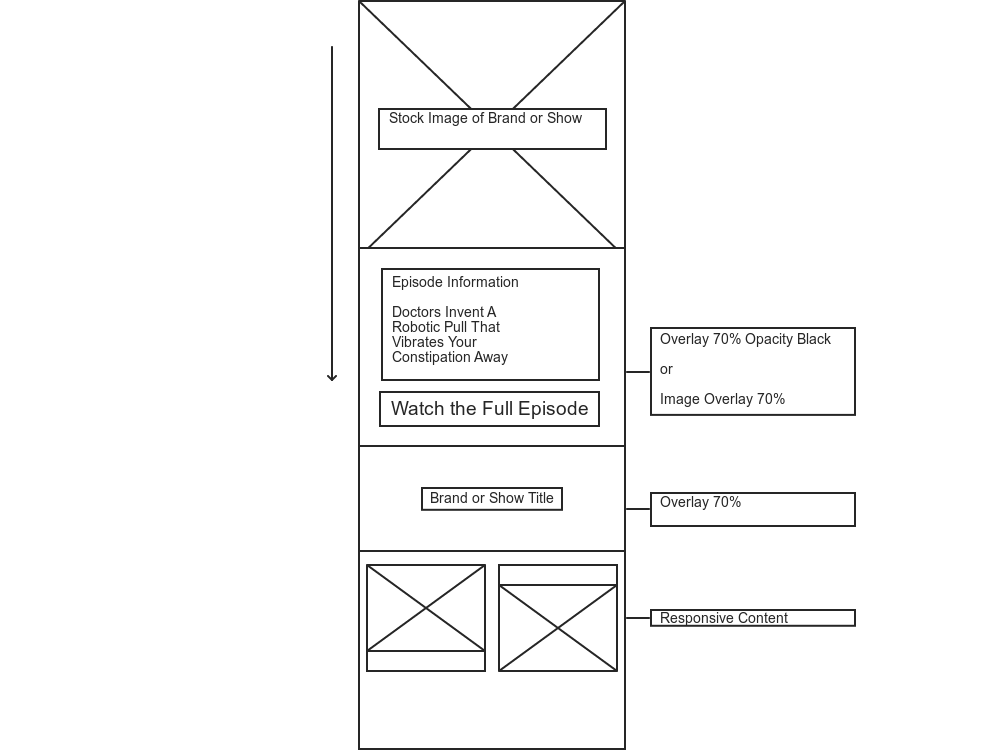 Stock Image of Brand or Show
Episode Information
Doctors Invent A
Robotic Pull That
Vibrates Your
Constipation Away
Watch the Full Episode
Overlay 70% Opacity Black
or
Image Overlay 70%
Brand or Show Title
Overlay 70%
Responsive Content